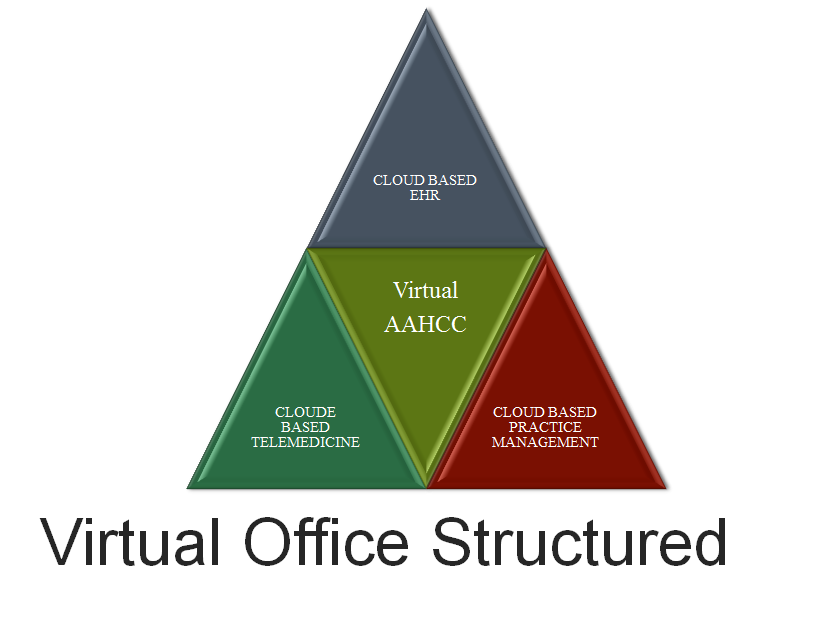 CLOUD BASED
EHR
Virtual
AAHCC
CLOUDE
BASED
TELEMEDICINE
CLOUD BASED
PRACTICE
MANAGEMENT
Virtual Office Structured